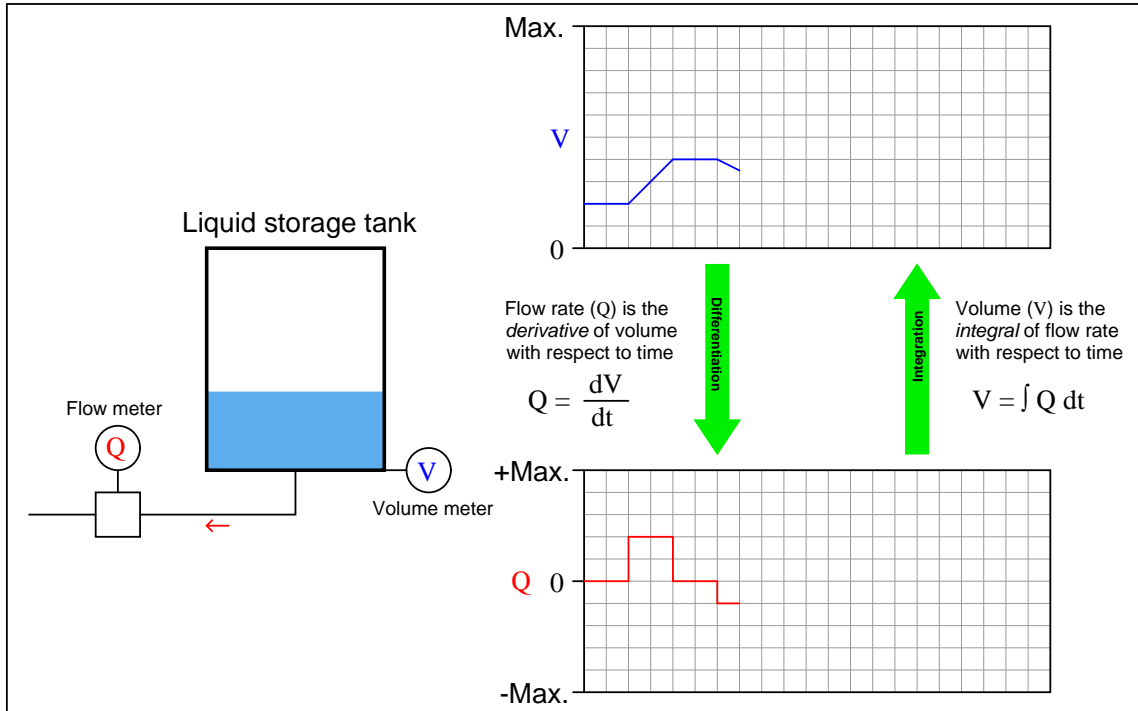 Max.
V
0
Liquid storage tank
Flow meter
Q
V
Volume meter
←
Flow rate (Q) is the
derivative of volume
with respect to time
Q = dV
dt
Differentiation
Integration
Volume (V) is the
integral of flow rate
with respect to time
V = ∫ Q dt
+Max.
Q 0
-Max.